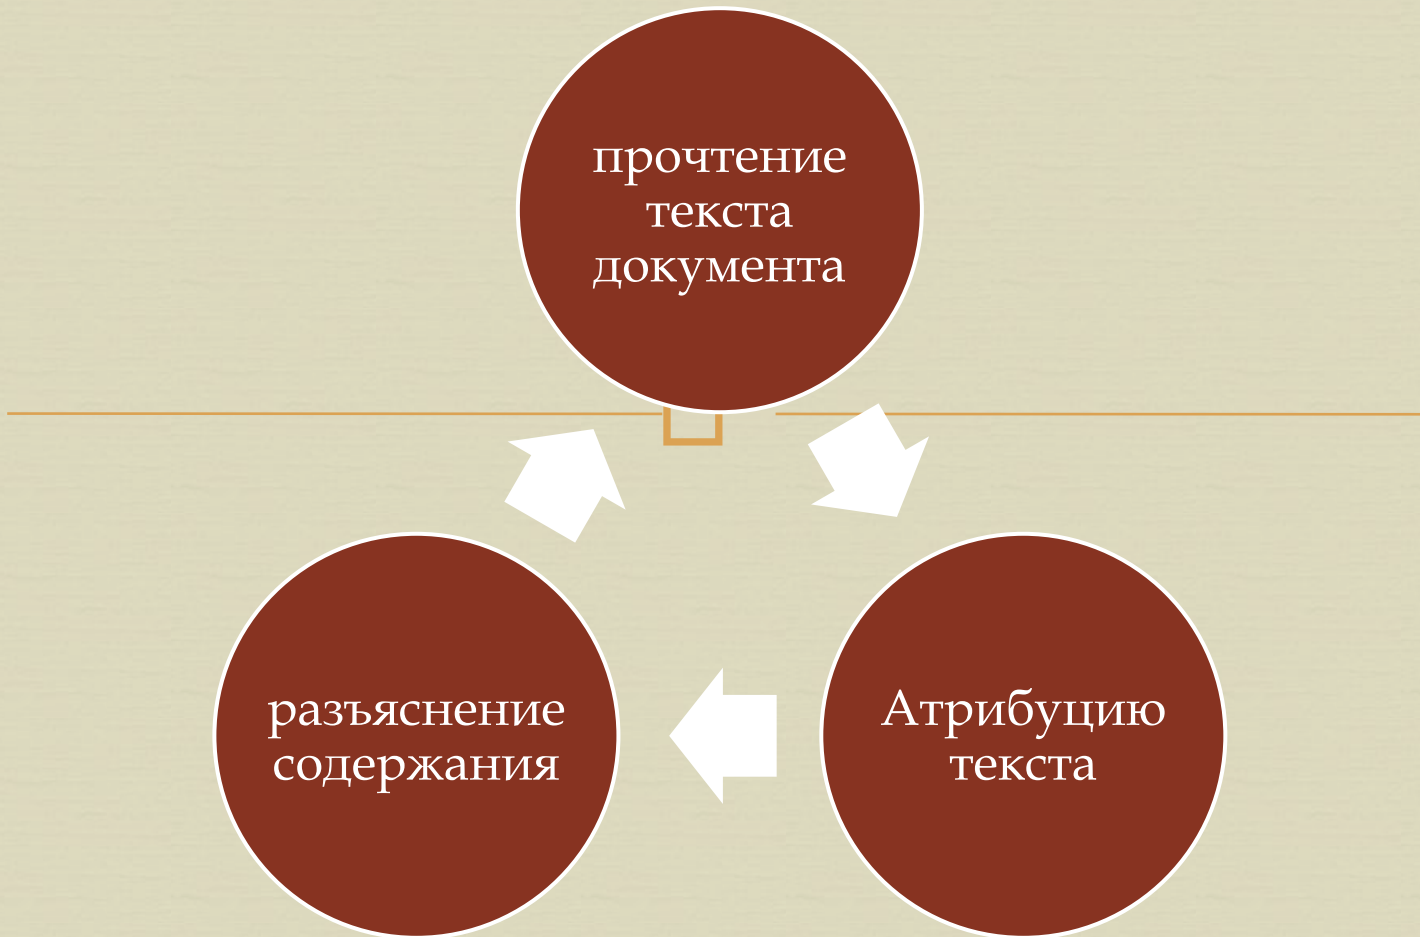 прочтение
текста
документа
Атрибуцию
текста
разъяснение
содержания